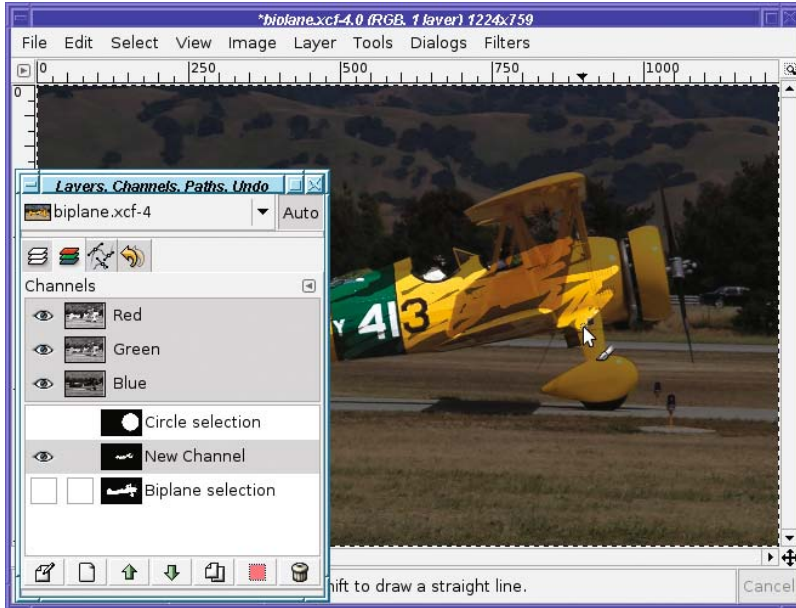 *biplane.xcf-4.0 (RGB, 1 layer) 1224x759
File Edit Select View Image Layer Tools Dialogs Filters
0 250 500 750 1000
0
Layers, Channels, Paths, Undo
biplane.xcf-4 Auto
Channels
Red
Green
Blue
Circle selection
New Channel
Biplane selection
Y 413
hift to draw a straight line.
Cancel